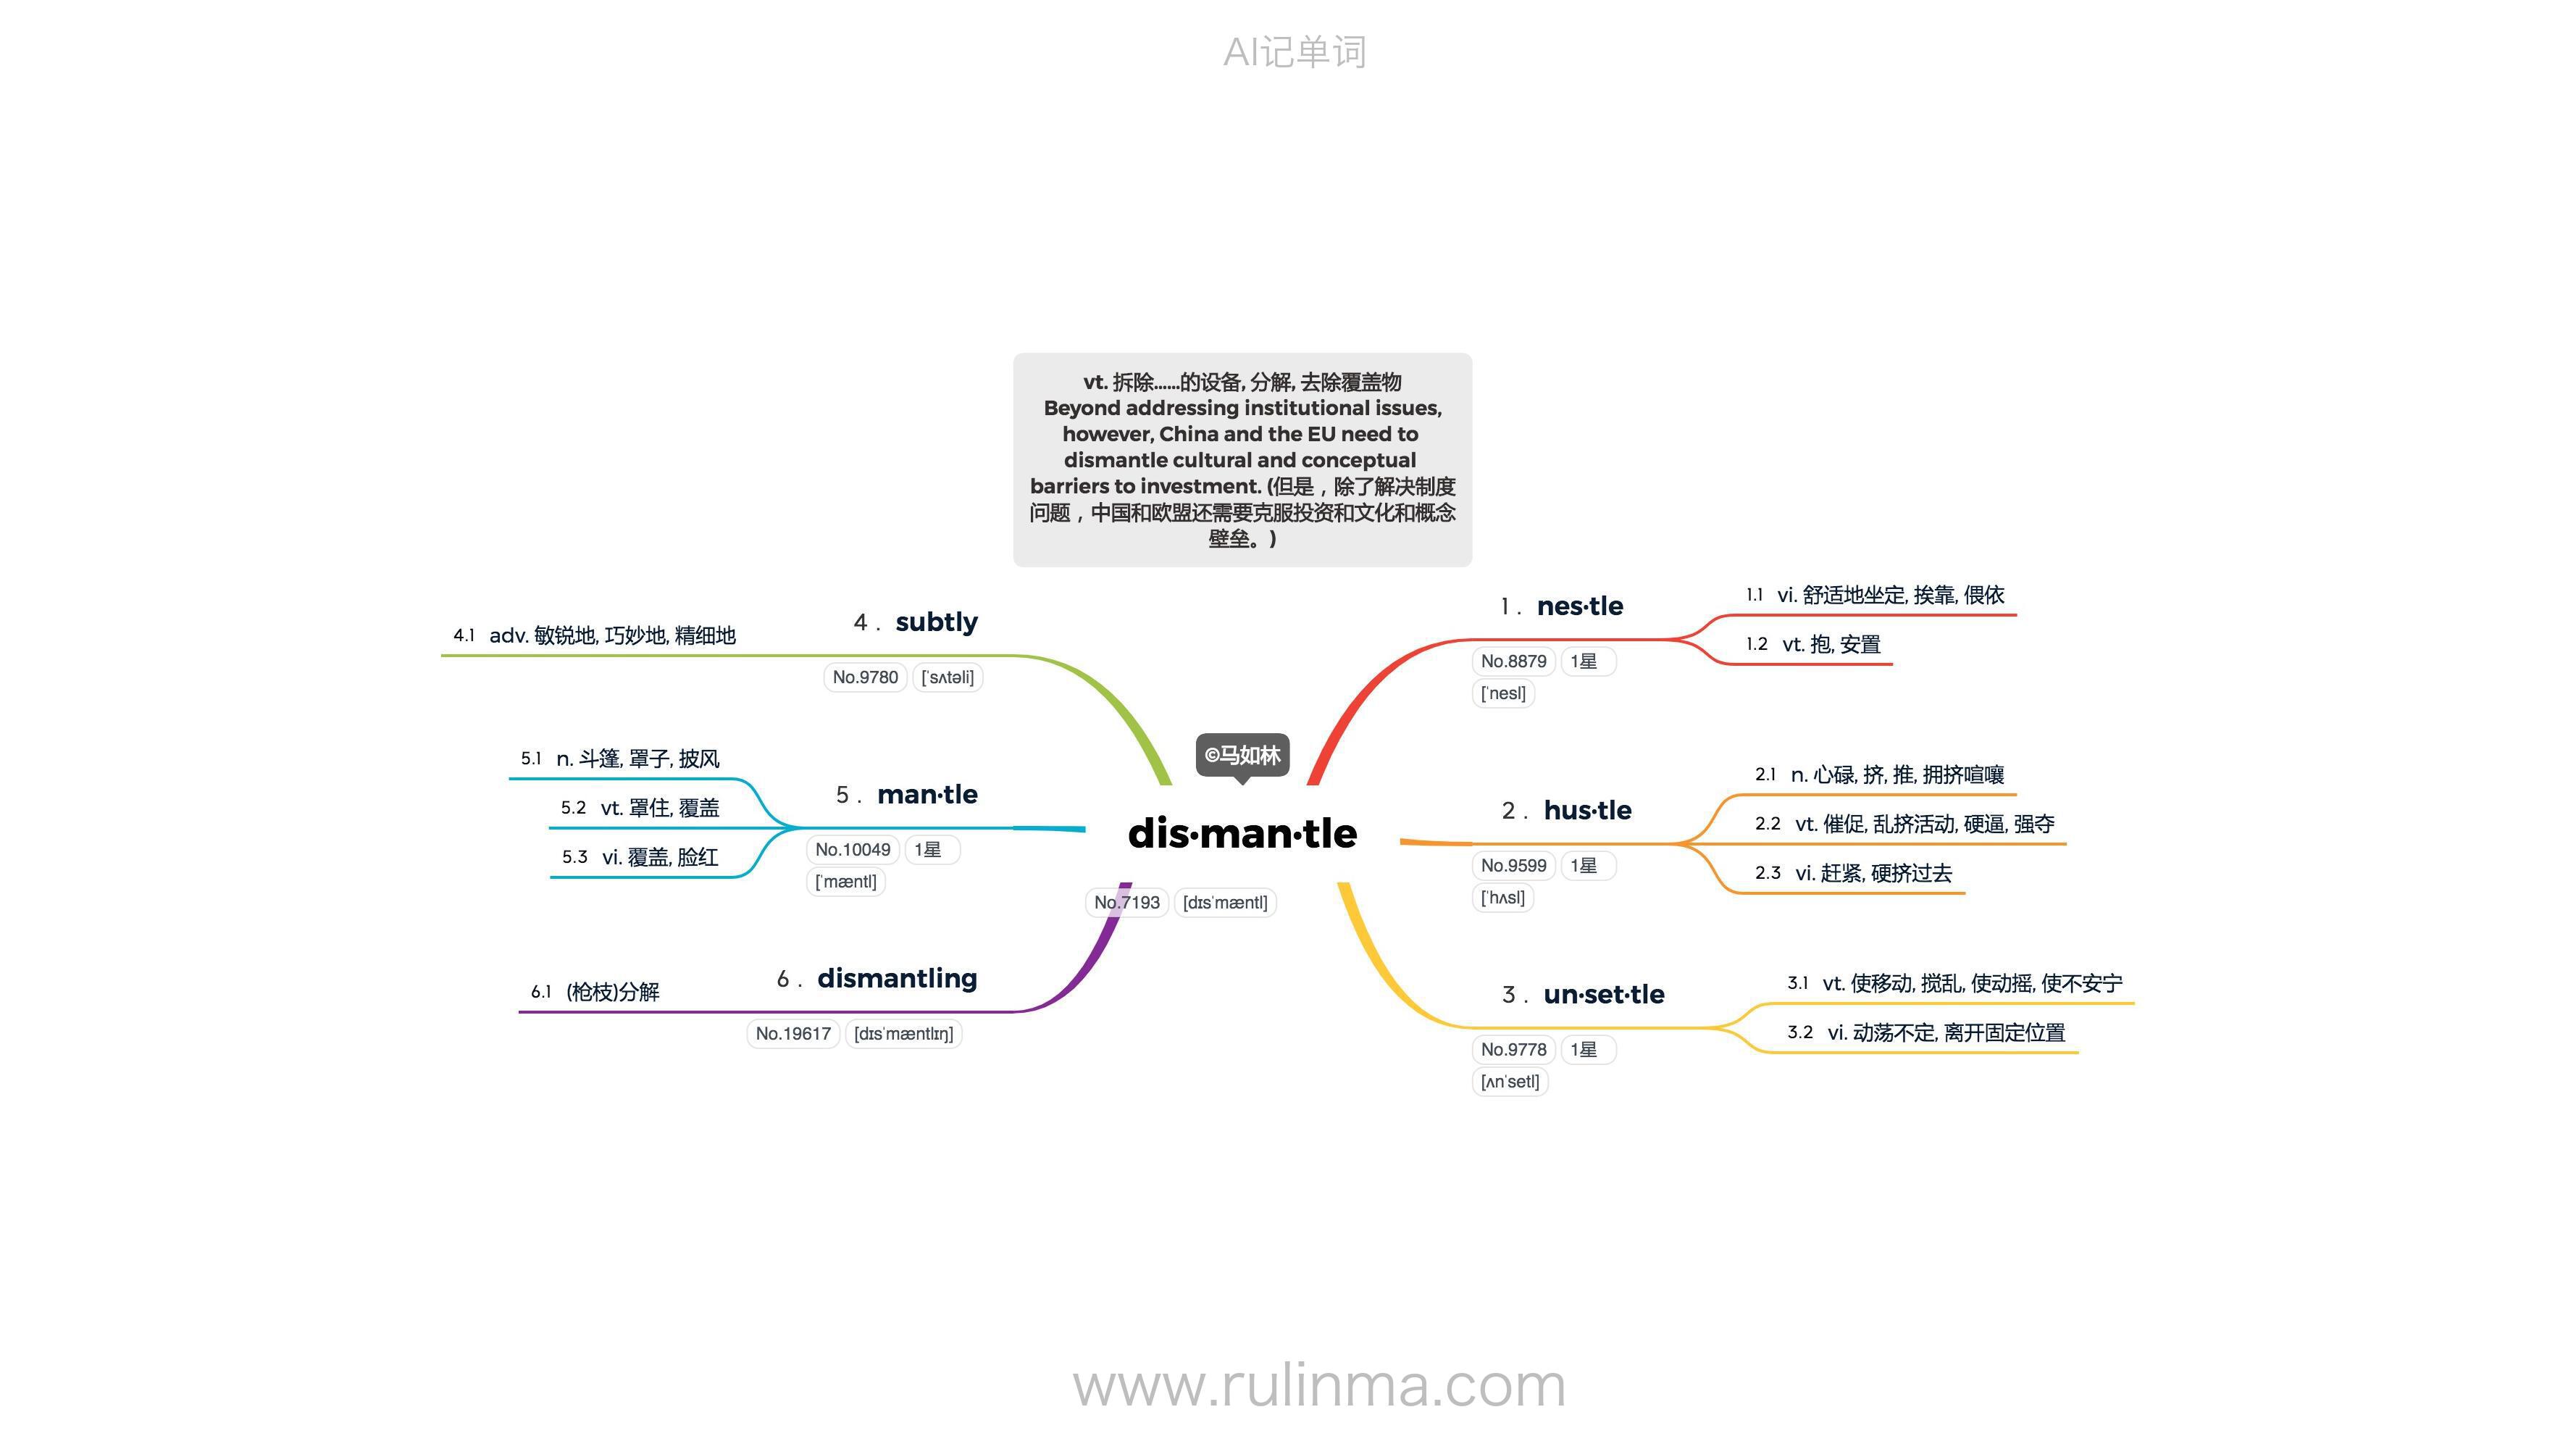 AI记单词
vt. 拆除……的设备, 分解, 去除覆盖物
Beyond addressing institutional issues,
however, China and the EU need to
dismantle cultural and conceptual
barriers to investment. (但是，除了解决制度
问题，中国和欧盟还需要克服投资和文化和概念
壁垒。)
©马如林
dis·man·tle
No.7193 [dɪsˈmæntl]
1 . nes·tle
No.8879 1星
[ˈnesl]
1.1 vi. 舒适地坐定, 挨靠, 偎依
1.2 vt. 抱, 安置
2 . hus·tle
No.9599 1星
[ˈhʌsl]
2.1 n. 忄碌, 挤, 推, 拥挤喧嚷
2.2 vt. 催促, 乱挤活动, 硬逼, 强夺
2.3 vi. 赶紧, 硬挤过去
3 . un·set·tle
No.9778 1星
[ʌnˈsetl]
3.1 vt. 使移动, 搅乱, 使动摇, 使不安宁
3.2 vi. 动荡不定, 离开固定位置
4 . subtly
No.9780 [ˈsʌtəli]
4.1 adv. 敏锐地, 巧妙地, 精细地
5 . man·tle
No.10049 1星
[ˈmæntl]
5.1 n. 斗篷, 罩子, 披风
5.2 vt. 罩住, 覆盖
5.3 vi. 覆盖, 脸红
6 . dismantling
No.19617 [dɪsˈmæntlɪŋ]
6.1 (枪枝)分解
www.rulinma.com